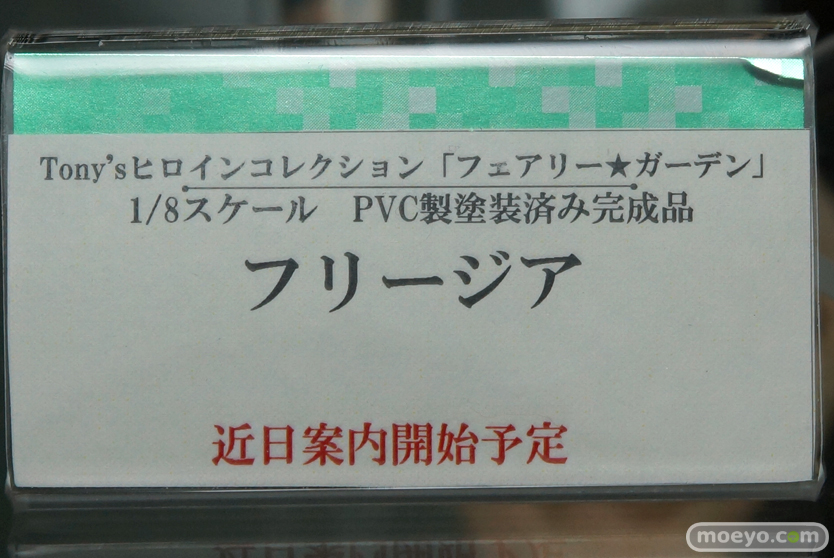 Tony'sヒロインコレクション「フェアリー★ガーデン」
1/8スケール　PVC製塗装済み完成品
フリージア
近日案内開始予定
moeyo.com